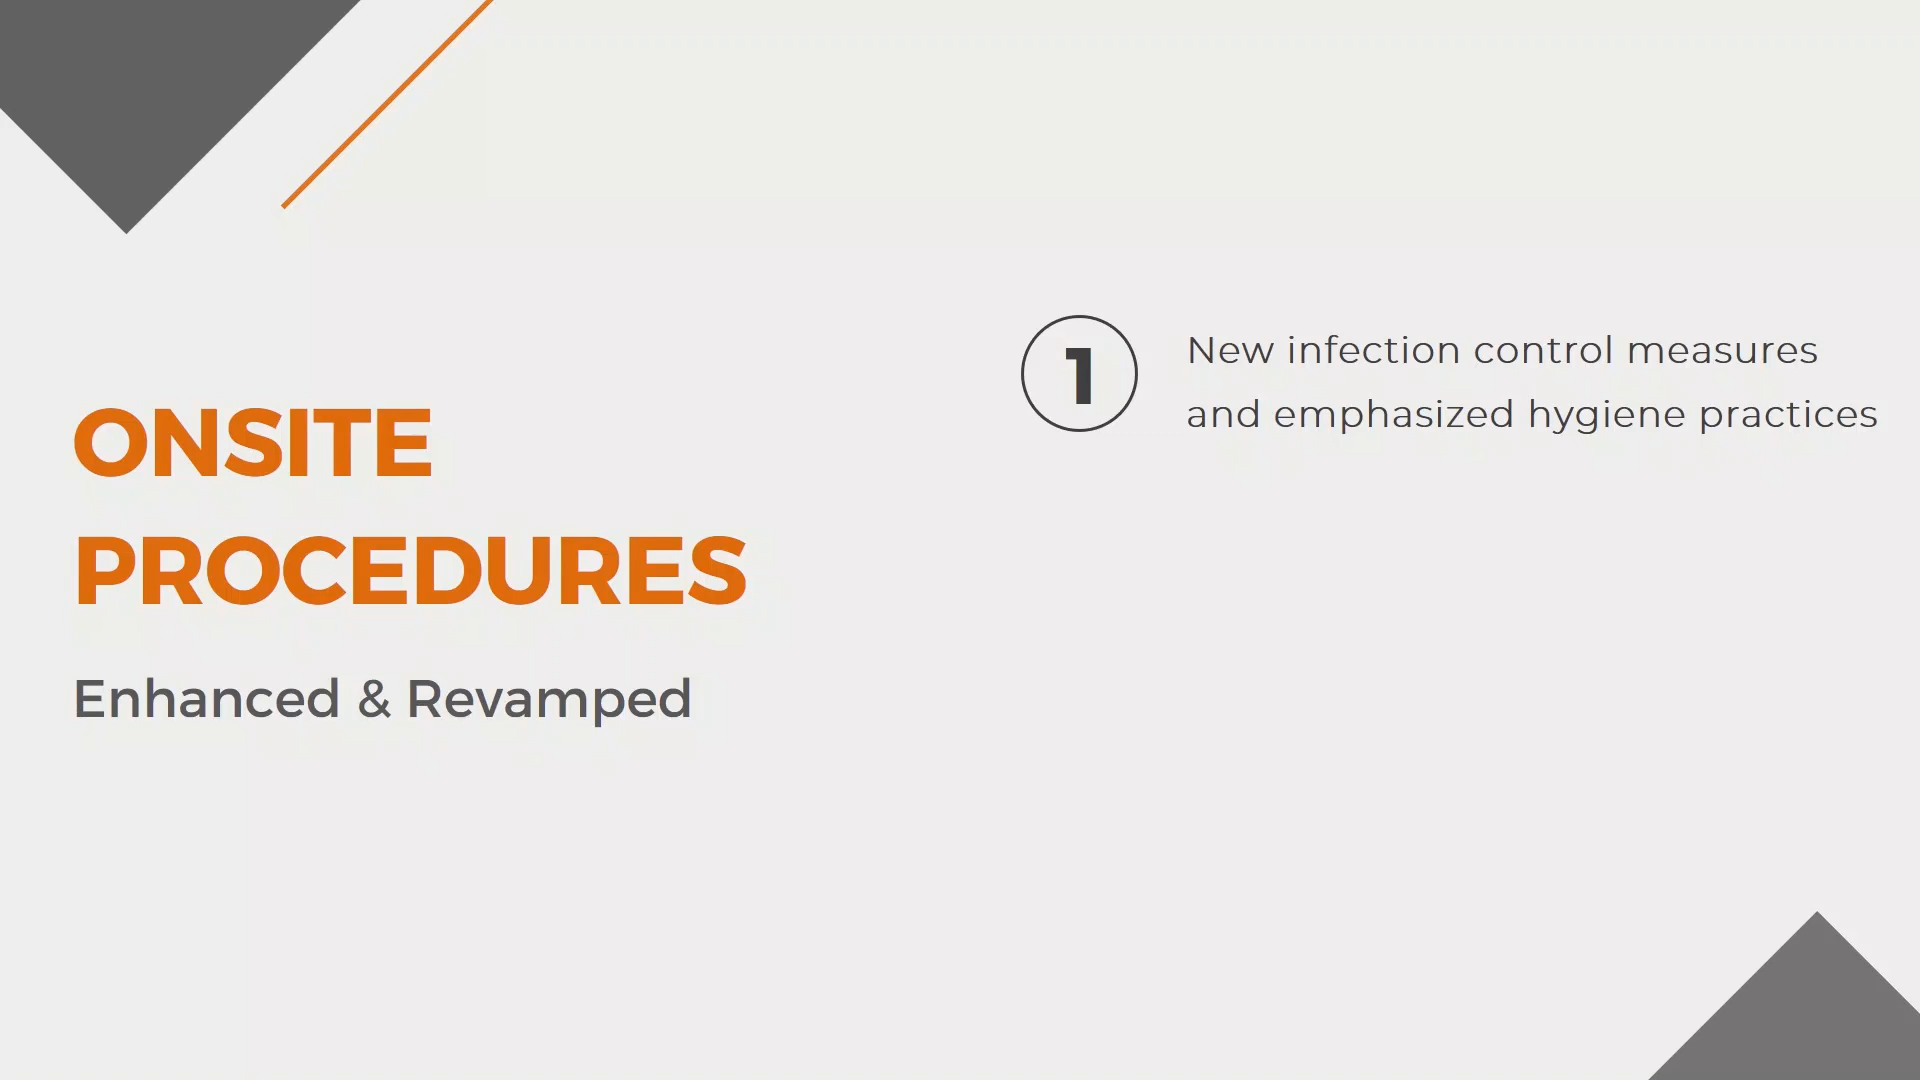 ONSITE
PROCEDURES
Enhanced & Revamped
1
New infection control measures
and emphasized hygiene practices